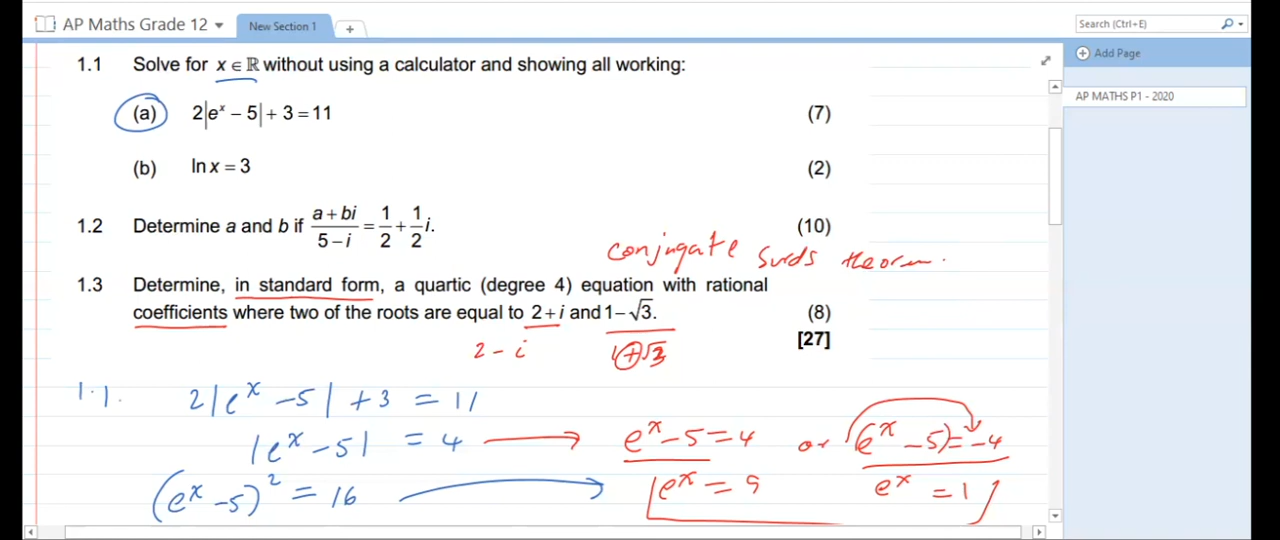 AP Maths Grade 12
New Section 1
Search (Ctrl+E)
Add Page
AP MATHS P1 - 2020
1.1 Solve for x ∈ ℝ without using a calculator and showing all working:
(a) 2|eˣ − 5| + 3 = 11 (7)
(b) ln x = 3 (2)
1.2 Determine a and b if (a + bi)/(5 − i) = 1/2 + 1/2 i. (10)
conjugate surds theorem.
1.3 Determine, in standard form, a quartic (degree 4) equation with rational
coefficients where two of the roots are equal to 2 + i and 1 − √3. (8)
[27]
2 - i 1 + √3
1.1. 2|eˣ - 5| + 3 = 11
|eˣ - 5| = 4 → eˣ - 5 = 4 or (eˣ - 5) = -4
(eˣ - 5)² = 16 → eˣ = 9 eˣ = 1